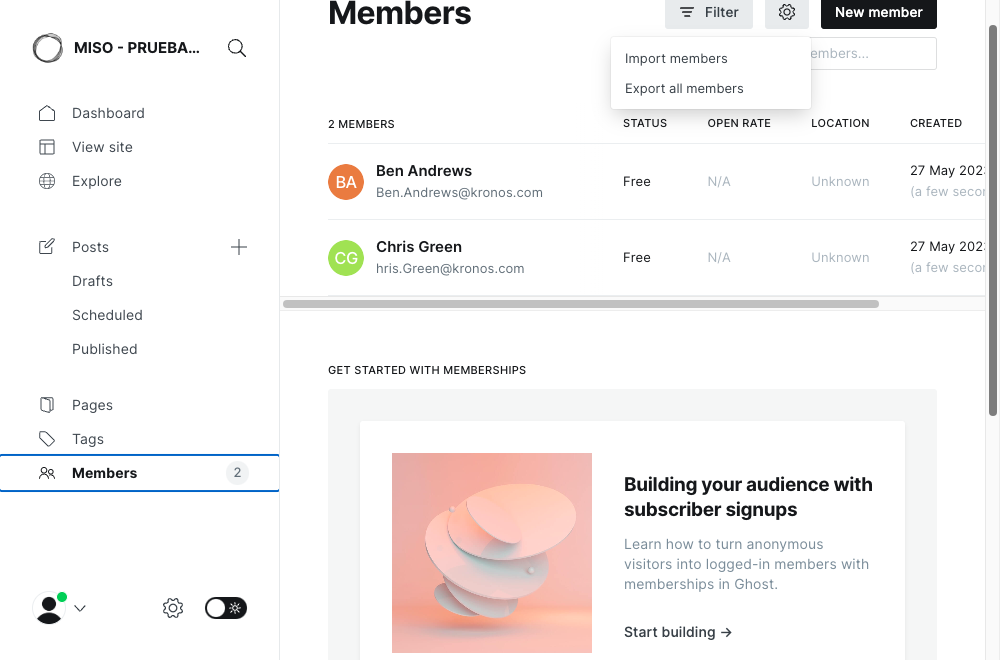 MISO - PRUEBA...
Dashboard
View site
Explore
Posts
Drafts
Scheduled
Published
Pages
Tags
Members 2
Members
Filter
New member
Import members
Export all members
embers...
2 MEMBERS STATUS OPEN RATE LOCATION CREATED
BA Ben Andrews Free N/A Unknown 27 May 202
Ben.Andrews@kronos.com (a few secon
CG Chris Green Free N/A Unknown 27 May 202
hris.Green@kronos.com (a few secon
GET STARTED WITH MEMBERSHIPS
Building your audience with
subscriber signups
Learn how to turn anonymous
visitors into logged-in members with
memberships in Ghost.
Start building →